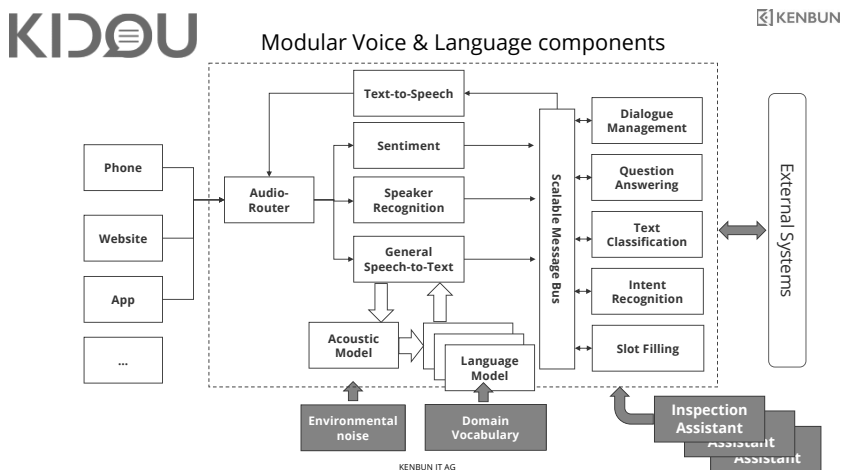 KIDOU
KENBUN
Modular Voice & Language components
Text-to-Speech
Sentiment
Speaker
Recognition
General
Speech-to-Text
Phone
Website
App
...
Audio-
Router
Acoustic
Model
Language
Model
Scalable Message Bus
Dialogue
Management
Question
Answering
Text
Classification
Intent
Recognition
Slot Filling
External Systems
Environmental
noise
Domain
Vocabulary
Inspection
Assistant
Assistant
Assistant
KENBUN IT AG